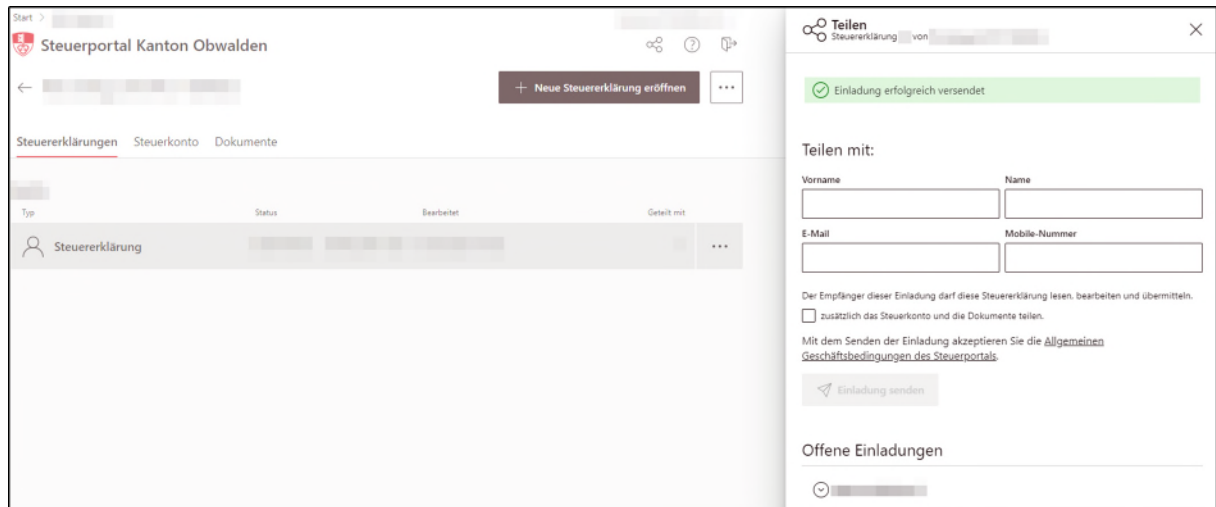 Start >
Steuerportal Kanton Obwalden
Neue Steuererklärung eröffnen
Steuererklärungen Steuerkonto Dokumente
Typ Status Bearbeitet Geteilt mit
Steuererklärung
Teilen
Steuererklärung von
Einladung erfolgreich versendet
Teilen mit:
Vorname Name
E-Mail Mobile-Nummer
Der Empfänger dieser Einladung darf diese Steuererklärung lesen, bearbeiten und übermitteln.
zusätzlich das Steuerkonto und die Dokumente teilen.
Mit dem Senden der Einladung akzeptieren Sie die Allgemeinen
Geschäftsbedingungen des Steuerportals.
Einladung senden
Offene Einladungen